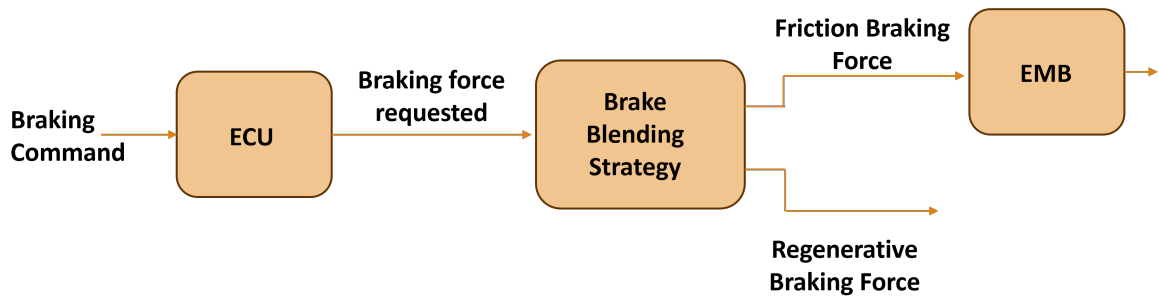 Braking
Command
ECU
Braking force
requested
Brake
Blending
Strategy
Friction Braking
Force
EMB
Regenerative
Braking Force